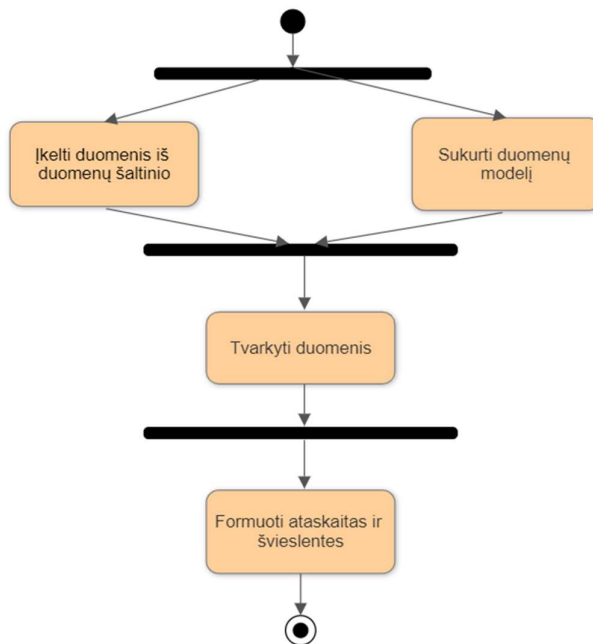 Įkelti duomenis iš
duomenų šaltinio
Sukurti duomenų
modelį
Tvarkyti duomenis
Formuoti ataskaitas ir
švieslentes